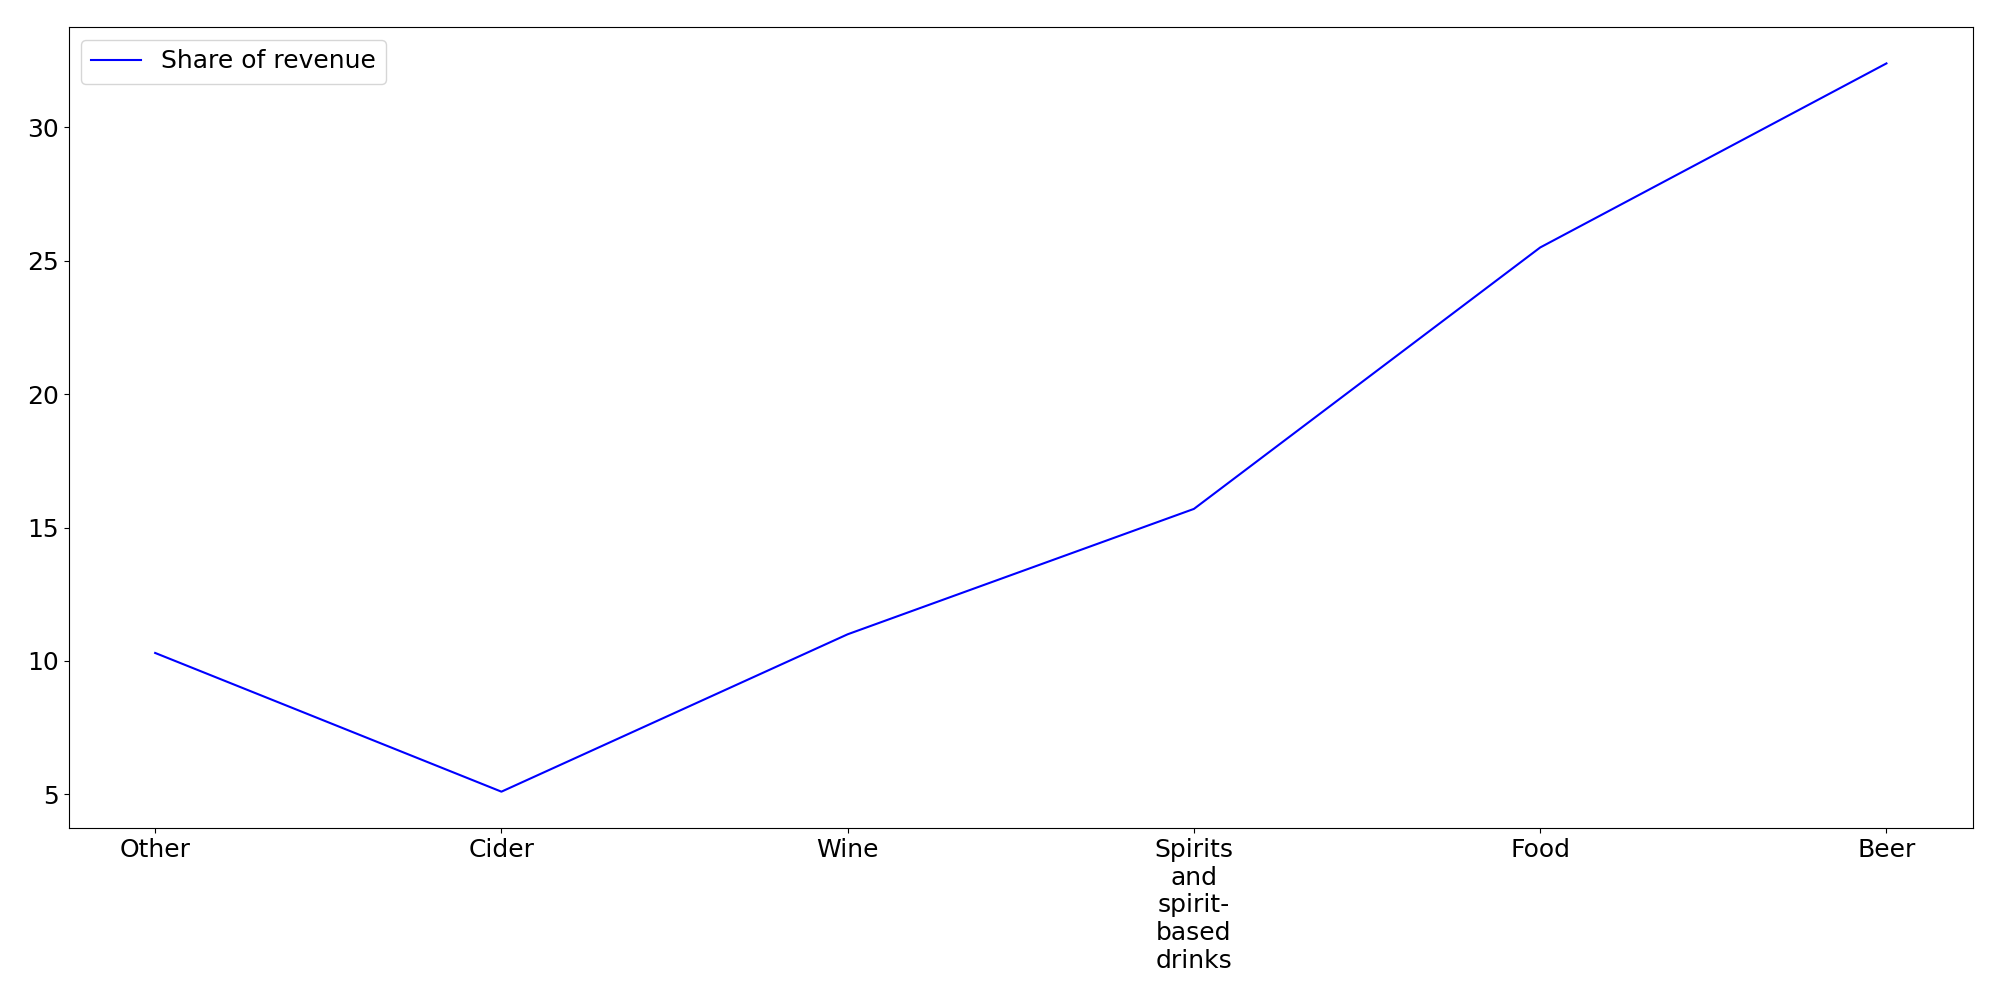 Share of revenue
30
25
20
15
10
5
Other
Cider
Wine
Spirits
and
spirit-
based
drinks
Food
Beer